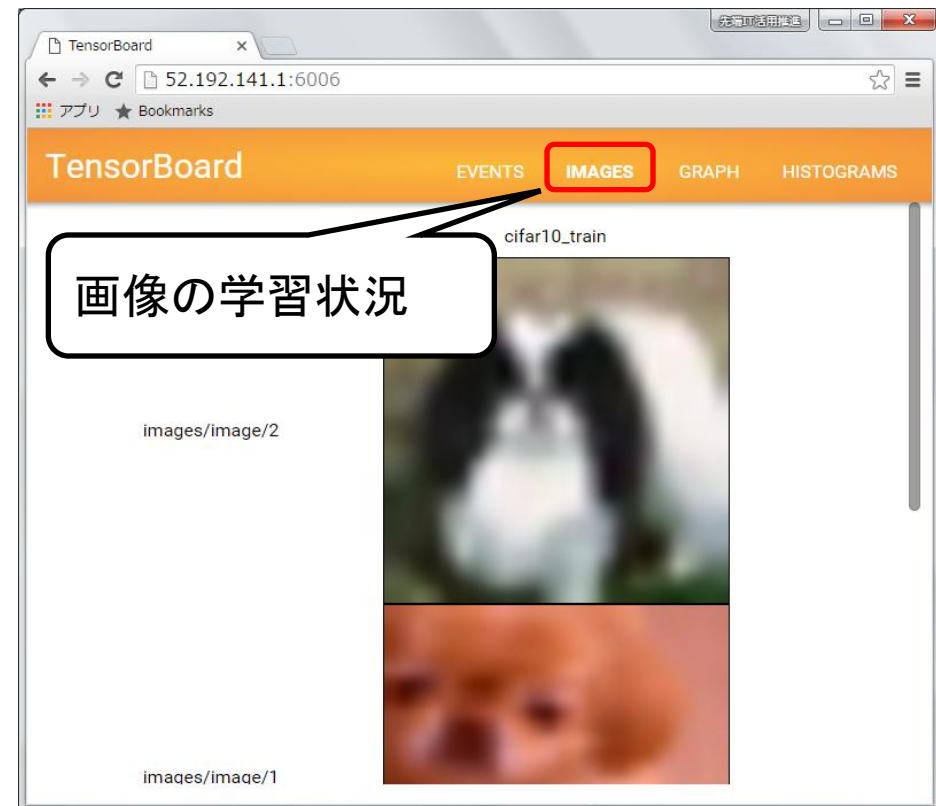 先端IT活用推進
TensorBoard
52.192.141.1:6006
アプリ Bookmarks
TensorBoard EVENTS IMAGES GRAPH HISTOGRAMS
cifar10_train
画像の学習状況
images/image/2
images/image/1